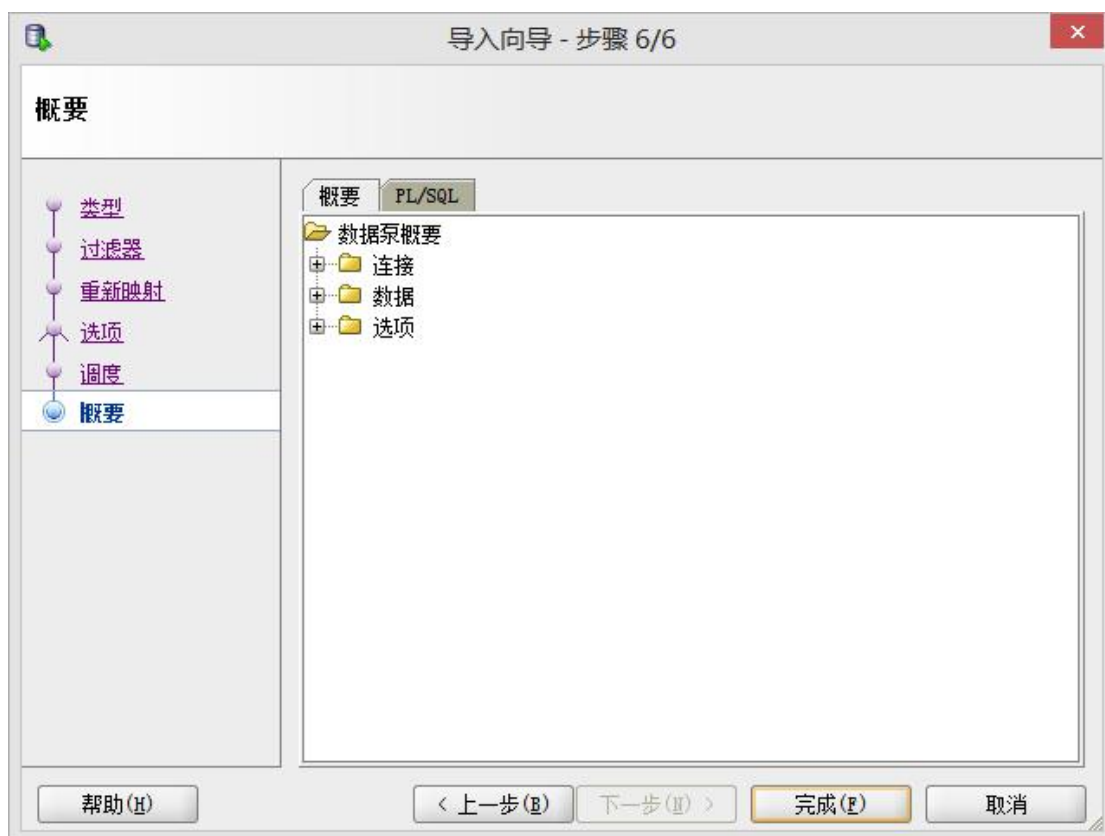 导入向导 - 步骤 6/6
概要
类型
过滤器
重新映射
选项
调度
概要
概要 PL/SQL
数据泵概要
连接
数据
选项
帮助(H) < 上一步(B) 下一步(N) > 完成(F) 取消